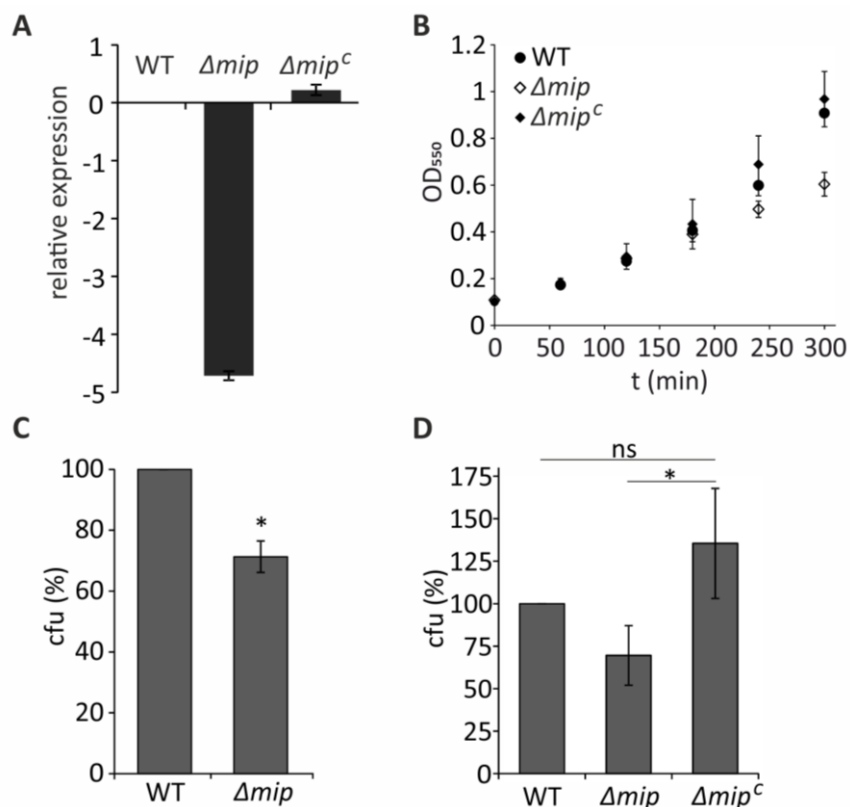 A
relative expression
1
0
-1
-2
-3
-4
-5
WT Δmip Δmip^C
B
OD₅₅₀
1.2
1
0.8
0.6
0.4
0.2
0
WT
Δmip
Δmip^C
0 50 100 150 200 250 300
t (min)
C
cfu (%)
100
80
60
40
20
0
*
WT Δmip
D
cfu (%)
175
150
125
100
75
50
25
0
ns
*
WT Δmip Δmip^C